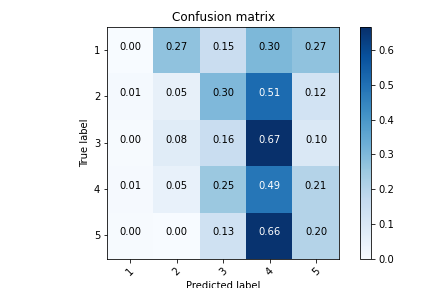 Confusion matrix
1 0.00 0.27 0.15 0.30 0.27
2 0.01 0.05 0.30 0.51 0.12
3 0.00 0.08 0.16 0.67 0.10
4 0.01 0.05 0.25 0.49 0.21
5 0.00 0.00 0.13 0.66 0.20
1 2 3 4 5
True label
Predicted label
0.6
0.5
0.4
0.3
0.2
0.1
0.0